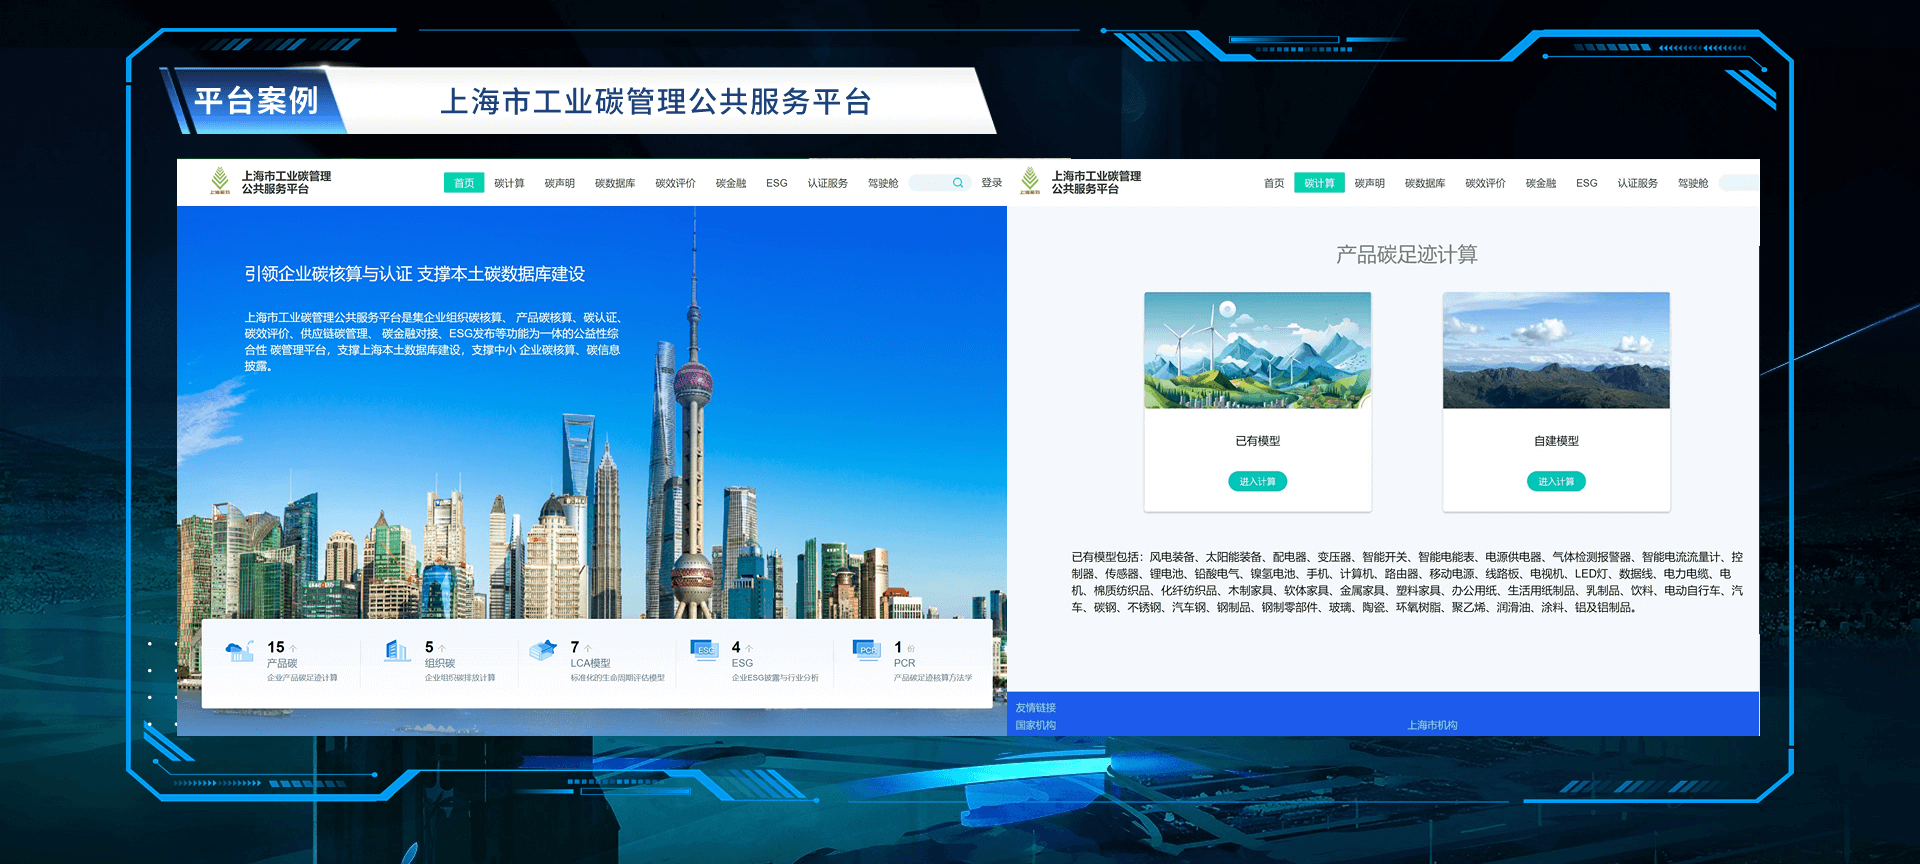 平台案例
上海市工业碳管理公共服务平台
上海市工业碳管理
公共服务平台
首页 碳计算 碳声明 碳数据库 碳效评价 碳金融 ESG 认证服务 驾驶舱 登录
引领企业碳核算与认证 支撑本土碳数据库建设
上海市工业碳管理公共服务平台是集企业组织碳核算、 产品碳核算、碳认证、
碳效评价、供应链碳管理、 碳金融对接、ESG发布等功能为一体的公益性综
合性 碳管理平台，支撑上海本土数据库建设，支撑中小 企业碳核算、碳信息
披露。
15 个
产品碳
企业产品碳足迹计算
5 个
组织碳
企业组织碳排放计算
7 个
LCA模型
标准化的生命周期评估模型
ESG
4 个
ESG
企业ESG披露与行业分析
PCR
1 份
PCR
产品碳足迹核算方法学
上海市工业碳管理
公共服务平台
首页 碳计算 碳声明 碳数据库 碳效评价 碳金融 ESG 认证服务 驾驶舱
产品碳足迹计算
已有模型
进入计算
自建模型
进入计算
已有模型包括：风电装备、太阳能装备、配电器、变压器、智能开关、智能电能表、电源供电器、气体检测报警器、智能电流流量计、控
制器、传感器、锂电池、铅酸电气、镍氢电池、手机、计算机、路由器、移动电源、线路板、电视机、LED灯、数据线、电力电缆、电
机、棉质纺织品、化纤纺织品、木制家具、软体家具、金属家具、塑料家具、办公用纸、生活用纸制品、乳制品、饮料、电动自行车、汽
车、碳钢、不锈钢、汽车钢、钢制品、钢制零部件、玻璃、陶瓷、环氧树脂、聚乙烯、润滑油、涂料、铝及铝制品。
友情链接
国家机构 上海市机构